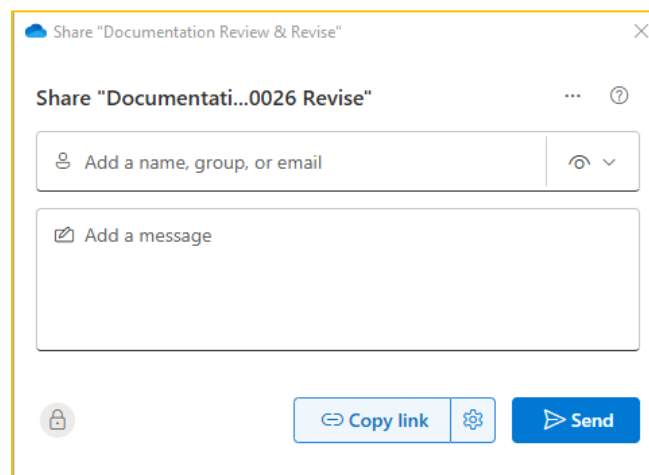 Share "Documentation Review & Revise"
Share "Documentati...0026 Revise"
Add a name, group, or email
Add a message
Copy link
Send